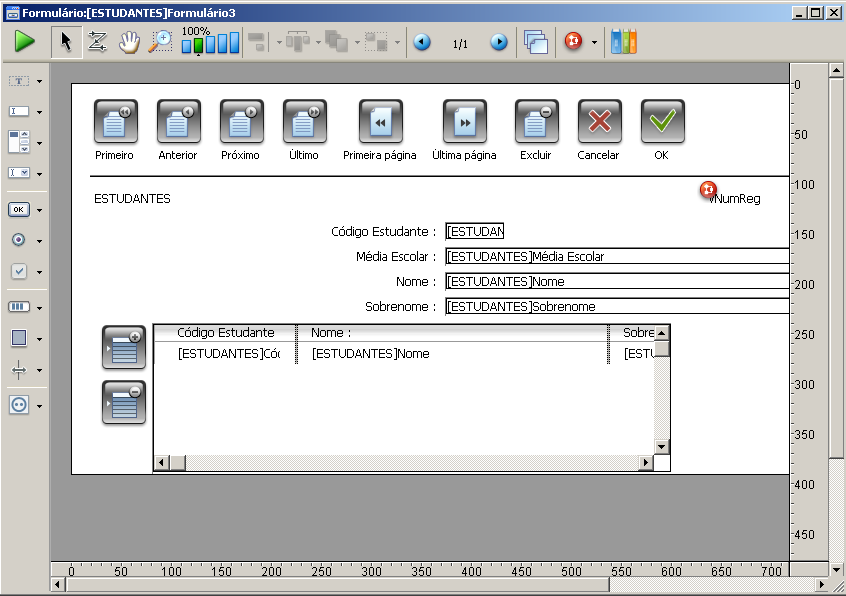 Formulário:[ESTUDANTES]Formulário3
100%
1/1
Primeiro Anterior Próximo Último Primeira página Última página Excluir Cancelar OK
ESTUDANTES
vNumReg
Código Estudante : [ESTUDAN
Média Escolar : [ESTUDANTES]Média Escolar
Nome : [ESTUDANTES]Nome
Sobrenome : [ESTUDANTES]Sobrenome
Código Estudante Nome : Sobre
[ESTUDANTES]Có [ESTUDANTES]Nome [ESTU
OK
0
50
100
150
200
250
300
350
400
450
0 50 100 150 200 250 300 350 400 450 500 550 600 650 700